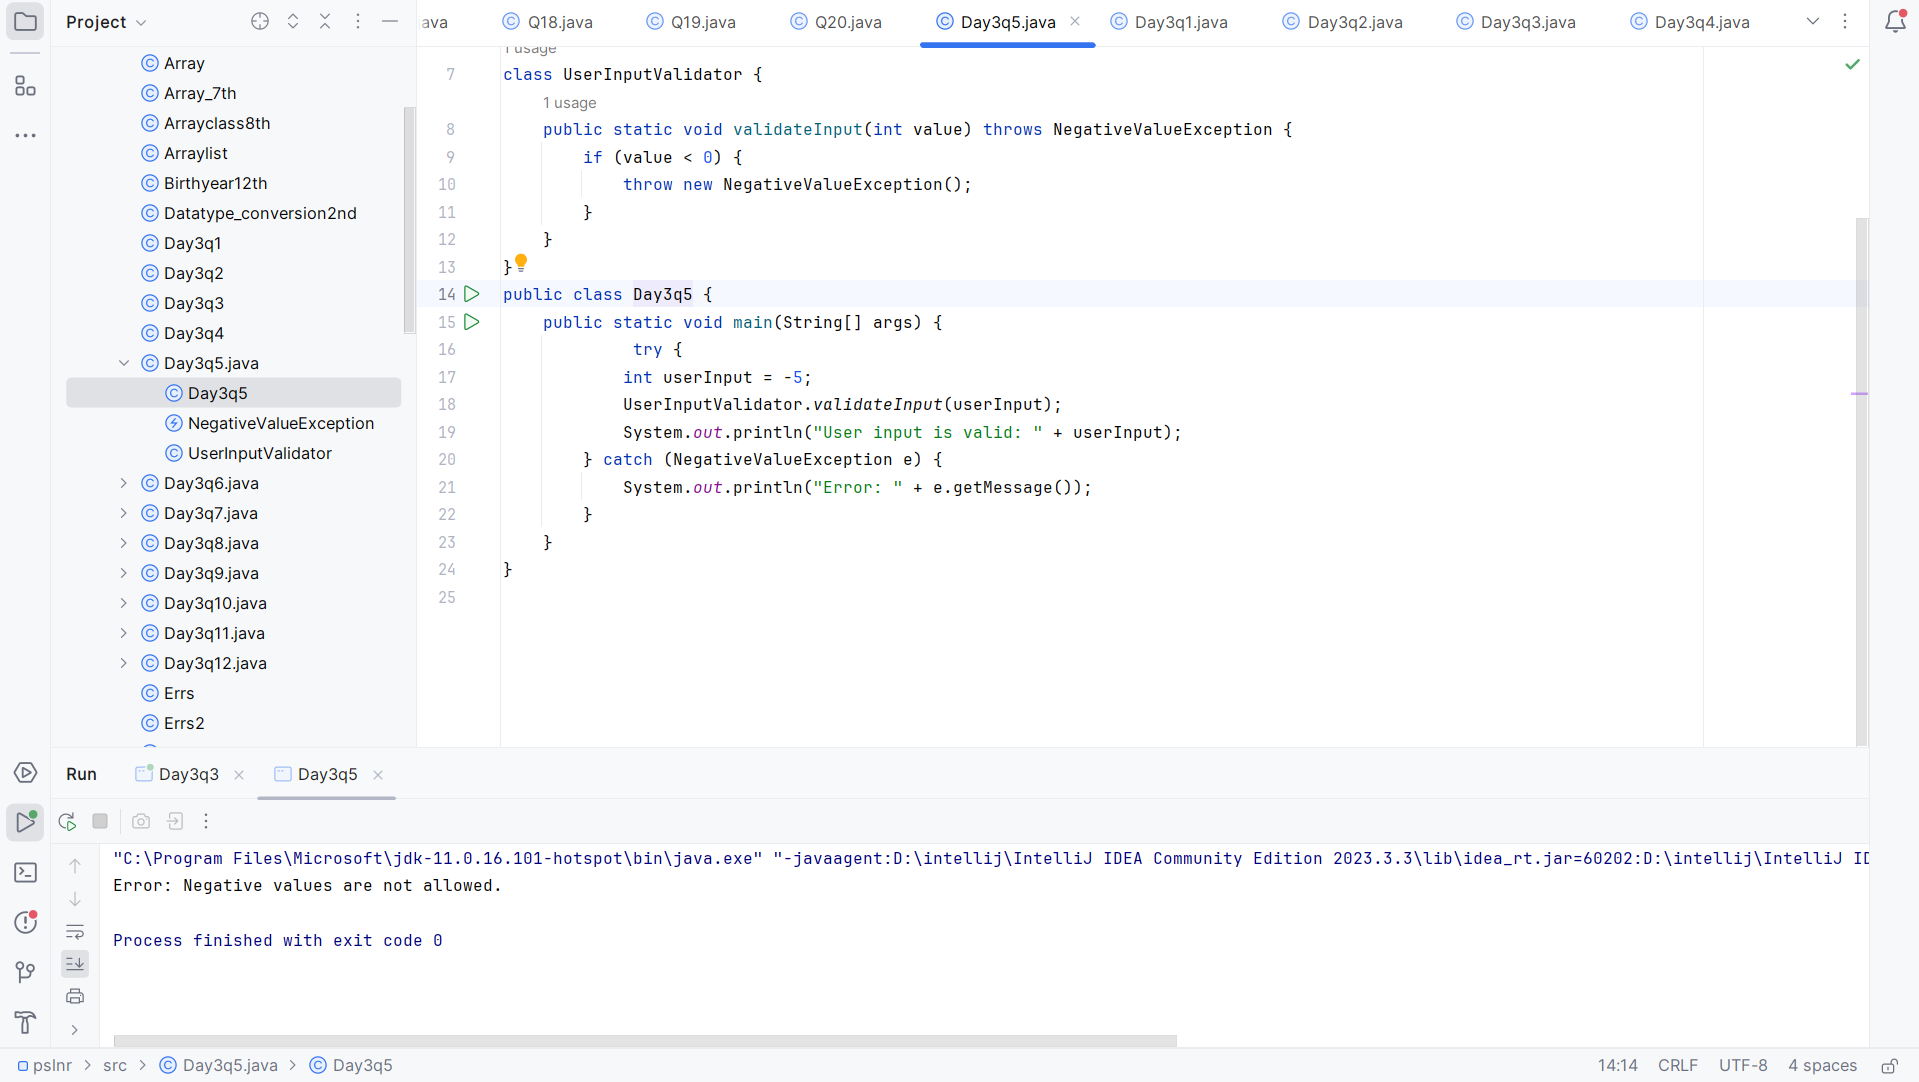 Project
ava
Q18.java
Q19.java
Q20.java
Day3q5.java
Day3q1.java
Day3q2.java
Day3q3.java
Day3q4.java
Array
Array_7th
Arrayclass8th
Arraylist
Birthyear12th
Datatype_conversion2nd
Day3q1
Day3q2
Day3q3
Day3q4
Day3q5.java
Day3q5
NegativeValueException
UserInputValidator
Day3q6.java
Day3q7.java
Day3q8.java
Day3q9.java
Day3q10.java
Day3q11.java
Day3q12.java
Errs
Errs2
1 usage
7 class UserInputValidator {
1 usage
8 public static void validateInput(int value) throws NegativeValueException {
9 if (value < 0) {
10 throw new NegativeValueException();
11 }
12 }
13 }
14 public class Day3q5 {
15 public static void main(String[] args) {
16 try {
17 int userInput = -5;
18 UserInputValidator.validateInput(userInput);
19 System.out.println("User input is valid: " + userInput);
20 } catch (NegativeValueException e) {
21 System.out.println("Error: " + e.getMessage());
22 }
23 }
24 }
25
Run
Day3q3
Day3q5
"C:\Program Files\Microsoft\jdk-11.0.16.101-hotspot\bin\java.exe" "-javaagent:D:\intellij\IntelliJ IDEA Community Edition 2023.3.3\lib\idea_rt.jar=60202:D:\intellij\IntelliJ ID
Error: Negative values are not allowed.
Process finished with exit code 0
pslnr > src > Day3q5.java > Day3q5
14:14 CRLF UTF-8 4 spaces